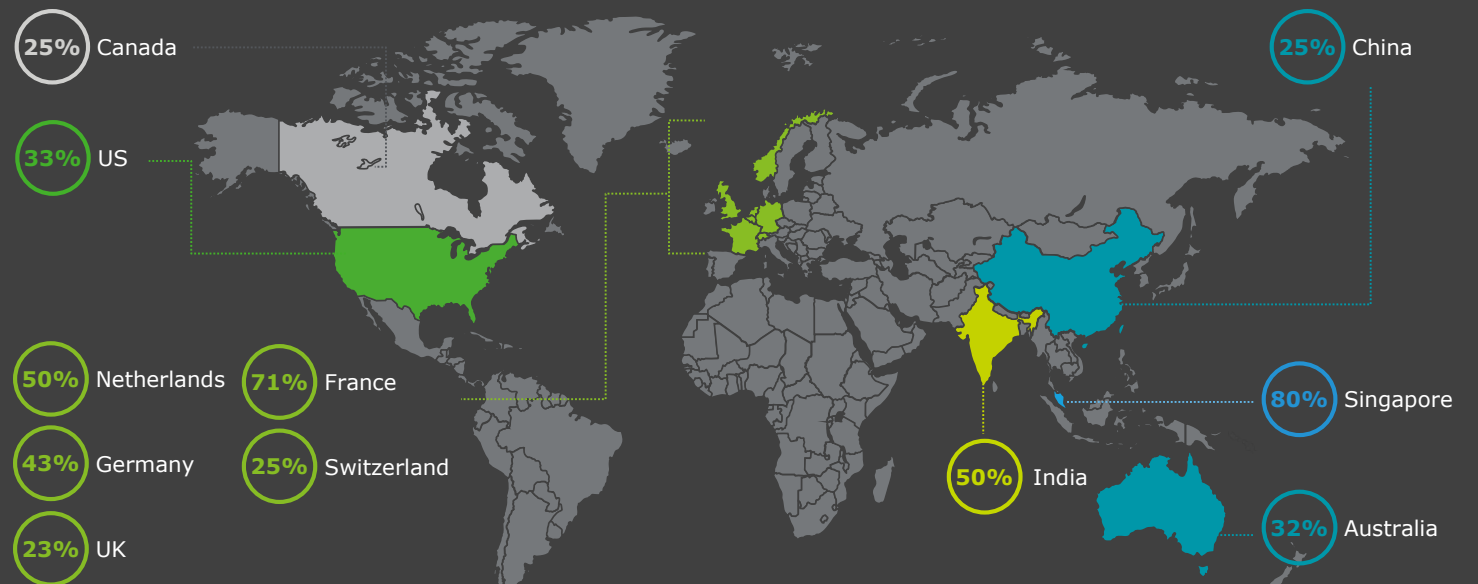 25% Canada
25% China
33% US
50% Netherlands
71% France
80% Singapore
43% Germany
25% Switzerland
50% India
32% Australia
23% UK